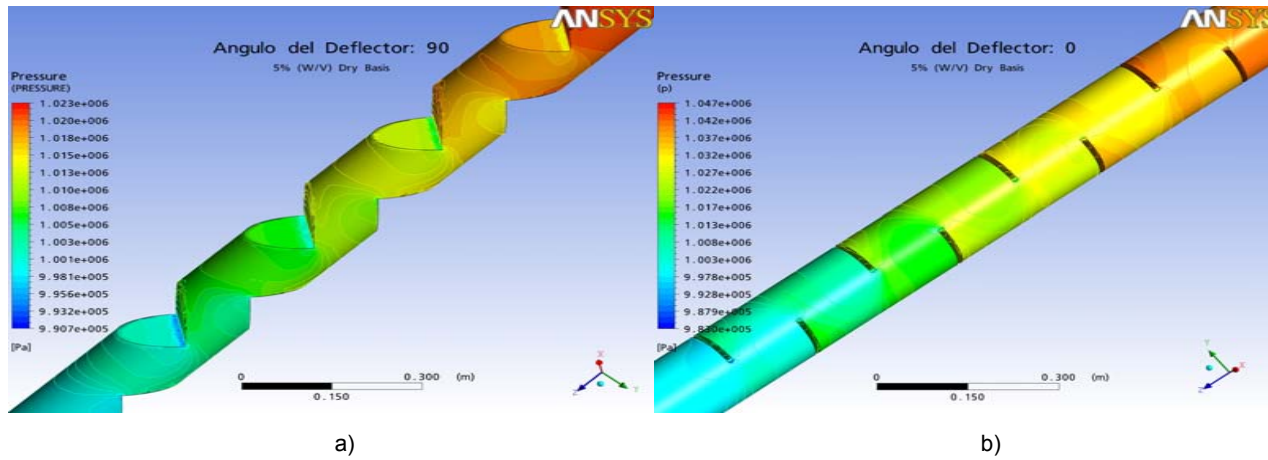 ANSYS
Angulo del Deflector: 90
5% (W/V) Dry Basis
Pressure
(PRESSURE)
1.023e+006
1.020e+006
1.018e+006
1.015e+006
1.013e+006
1.010e+006
1.008e+006
1.005e+006
1.003e+006
1.001e+006
9.981e+005
9.956e+005
9.932e+005
9.907e+005
[Pa]
0 0.300 (m)
0.150
X
Y
Z
a)
ANSYS
Angulo del Deflector: 0
5% (W/V) Dry Basis
Pressure
(p)
1.047e+006
1.042e+006
1.037e+006
1.032e+006
1.027e+006
1.022e+006
1.017e+006
1.013e+006
1.008e+006
1.003e+006
9.978e+005
9.928e+005
9.879e+005
9.830e+005
[Pa]
0 0.300 (m)
0.150
Y
X
Z
b)